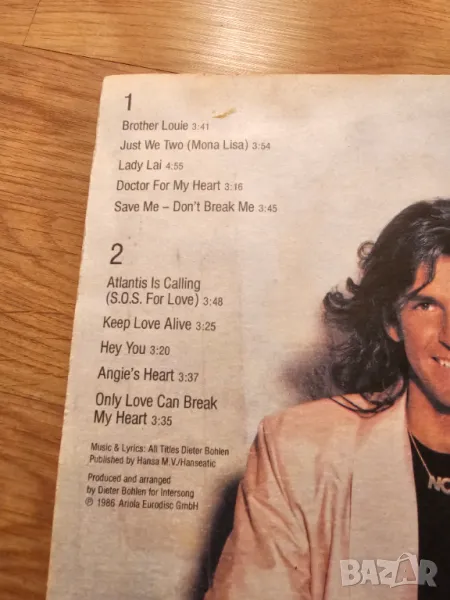 1
Brother Louie 3:41
Just We Two (Mona Lisa) 3:54
Lady Lai 4:55
Doctor For My Heart 3:16
Save Me – Don't Break Me 3:45
2
Atlantis Is Calling
(S.O.S. For Love) 3:48
Keep Love Alive 3:25
Hey You 3:20
Angie's Heart 3:37
Only Love Can Break
My Heart 3:35
Music & Lyrics: All Titles Dieter Bohlen
Published by Hansa M.V./Hanseatic
Produced and arranged
by Dieter Bohlen for Intersong
℗ 1986 Ariola Eurodisc GmbH
NO
BAZAR